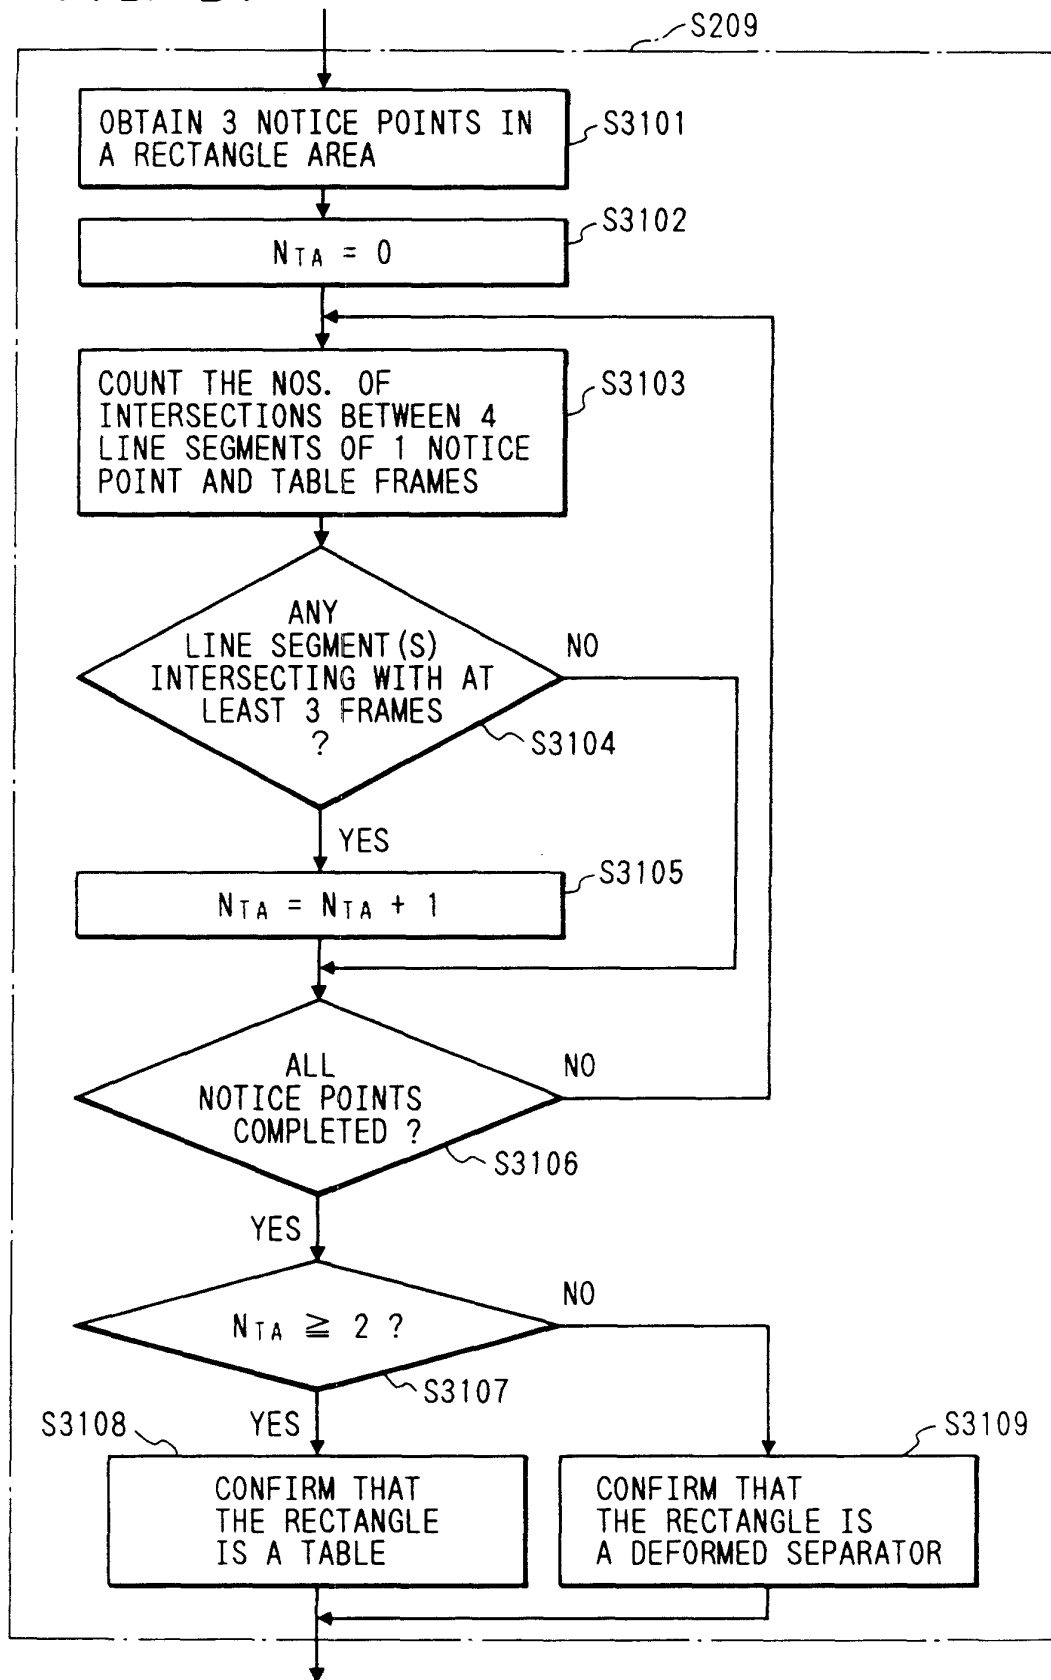 S209
OBTAIN 3 NOTICE POINTS IN
A RECTANGLE AREA
S3101
S3102
NTA = 0
COUNT THE NOS. OF
INTERSECTIONS BETWEEN 4
LINE SEGMENTS OF 1 NOTICE
POINT AND TABLE FRAMES
S3103
ANY
LINE SEGMENT(S)
INTERSECTING WITH AT
LEAST 3 FRAMES
?
NO
S3104
YES
S3105
NTA = NTA + 1
ALL
NOTICE POINTS
COMPLETED ?
NO
S3106
YES
NTA ≧ 2 ?
NO
S3107
YES
S3108
S3109
CONFIRM THAT
THE RECTANGLE
IS A TABLE
CONFIRM THAT
THE RECTANGLE IS
A DEFORMED SEPARATOR